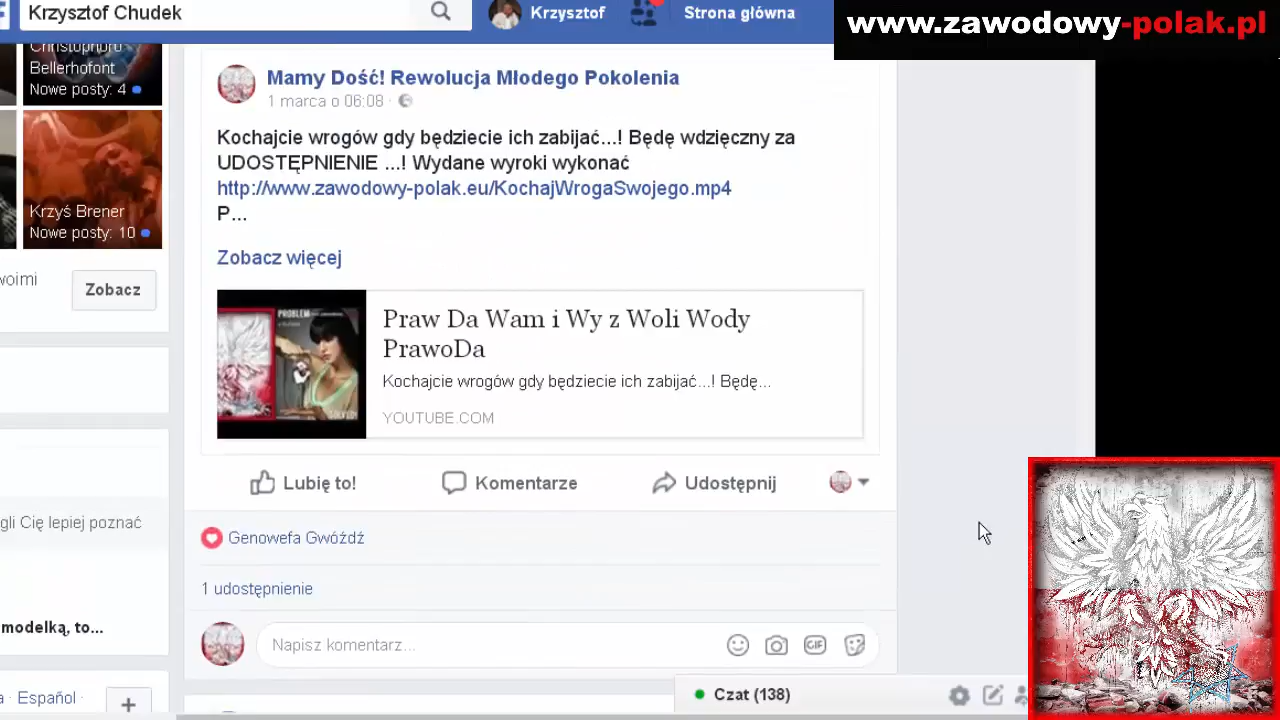 Krzysztof Chudek
Krzysztof
Strona główna
www.zawodowy-polak.pl
Christophpro
Bellerhofont
Nowe posty: 4
Krzyś Brener
Nowe posty: 10
woimi
Zobacz
gli Cię lepiej poznać
modelką, to...
Español
Mamy Dość! Rewolucja Młodego Pokolenia
1 marca o 06:08
Kochajcie wrogów gdy będziecie ich zabijać...! Będę wdzięczny za
UDOSTĘPNIENIE ...! Wydane wyroki wykonać
http://www.zawodowy-polak.eu/KochajWrogaSwojego.mp4
P...
Zobacz więcej
PROBLEM
Praw Da Wam i Wy z Woli Wody
PrawoDa
Kochajcie wrogów gdy będziecie ich zabijać...! Będę...
YOUTUBE.COM
Lubię to!
Komentarze
Udostępnij
Genowefa Gwóźdź
1 udostępnienie
Napisz komentarz...
GIF
Czat (138)